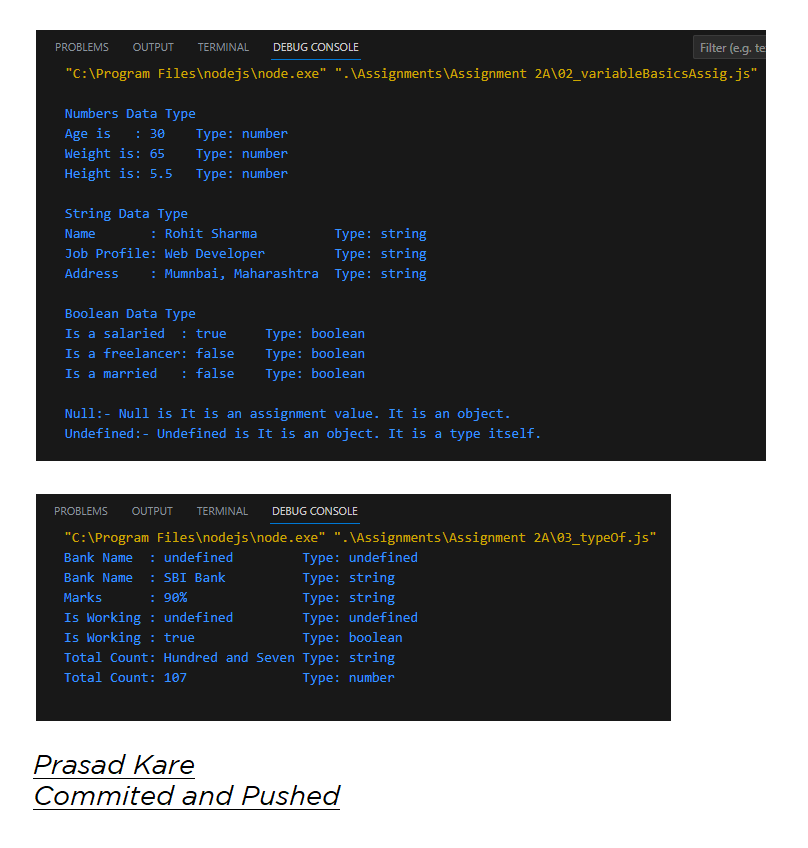 PROBLEMS OUTPUT TERMINAL DEBUG CONSOLE Filter (e.g. te
"C:\Program Files\nodejs\node.exe" ".\Assignments\Assignment 2A\02_variableBasicsAssig.js"
Numbers Data Type
Age is   : 30    Type: number
Weight is: 65    Type: number
Height is: 5.5   Type: number
String Data Type
Name       : Rohit Sharma          Type: string
Job Profile: Web Developer         Type: string
Address    : Mumnbai, Maharashtra  Type: string
Boolean Data Type
Is a salaried  : true     Type: boolean
Is a freelancer: false    Type: boolean
Is a married   : false    Type: boolean
Null:- Null is It is an assignment value. It is an object.
Undefined:- Undefined is It is an object. It is a type itself.
PROBLEMS OUTPUT TERMINAL DEBUG CONSOLE
"C:\Program Files\nodejs\node.exe" ".\Assignments\Assignment 2A\03_typeOf.js"
Bank Name  : undefined         Type: undefined
Bank Name  : SBI Bank          Type: string
Marks      : 90%               Type: string
Is Working : undefined         Type: undefined
Is Working : true              Type: boolean
Total Count: Hundred and Seven Type: string
Total Count: 107               Type: number
Prasad Kare
Commited and Pushed